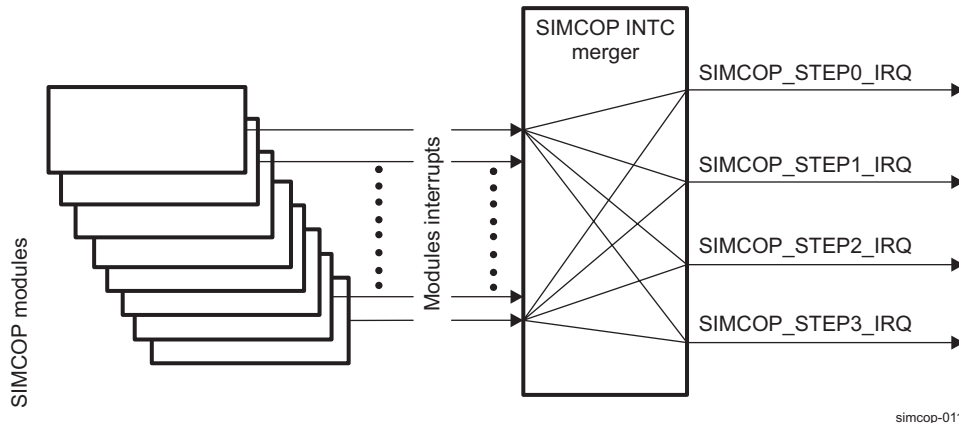 SIMCOP INTC
merger
SIMCOP_STEP0_IRQ
SIMCOP_STEP1_IRQ
SIMCOP_STEP2_IRQ
SIMCOP_STEP3_IRQ
Modules interrupts
SIMCOP modules
simcop-011